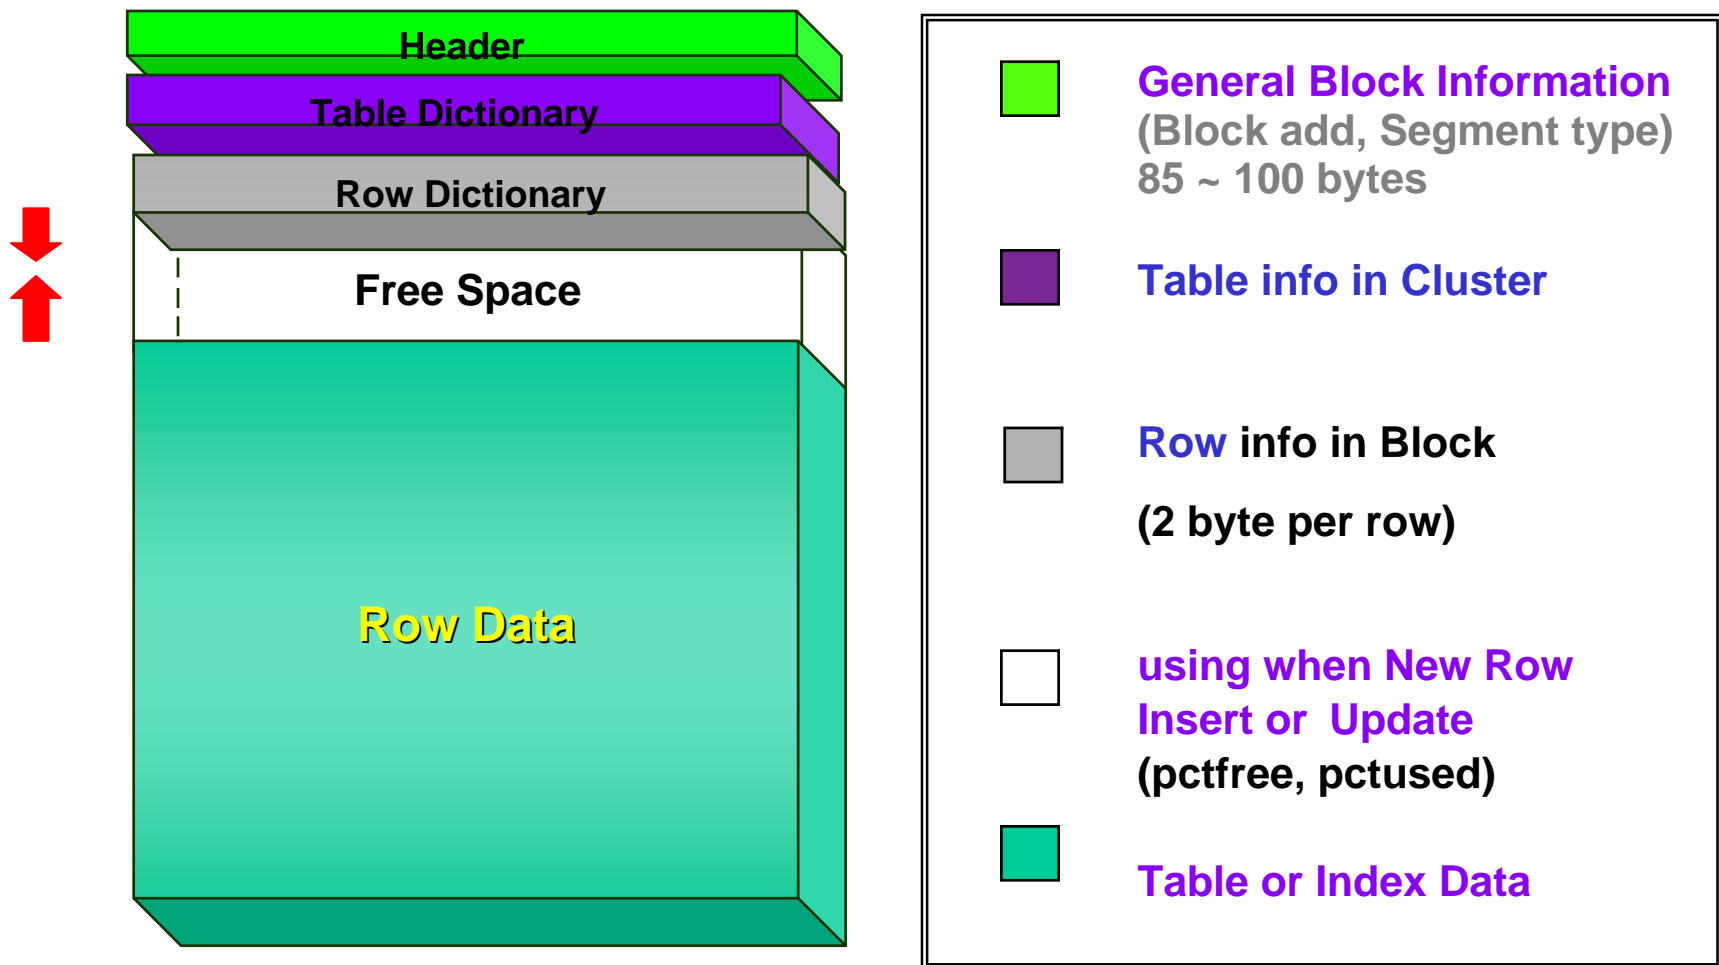 Header
Table Dictionary
Row Dictionary
Free Space
Row Data
General Block Information
(Block add, Segment type)
85 ~ 100 bytes
Table info in Cluster
Row info in Block
(2 byte per row)
using when New Row
Insert or Update
(pctfree, pctused)
Table or Index Data